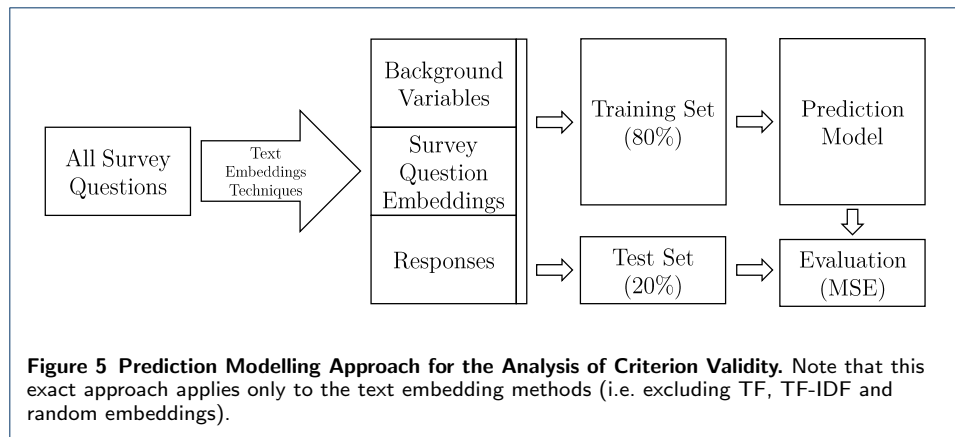 All Survey
Questions
Text
Embeddings
Techniques
Background
Variables
Survey
Question
Embeddings
Responses
Training Set
(80%)
Prediction
Model
Test Set
(20%)
Evaluation
(MSE)
Figure 5 Prediction Modelling Approach for the Analysis of Criterion Validity. Note that this
exact approach applies only to the text embedding methods (i.e. excluding TF, TF-IDF and
random embeddings).